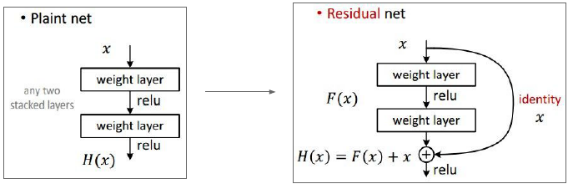 • Plaint net
x
any two
stacked layers
weight layer
relu
weight layer
relu
H(x)
• Residual net
x
weight layer
F(x)
relu
weight layer
identity
x
H(x) = F(x) + x
relu